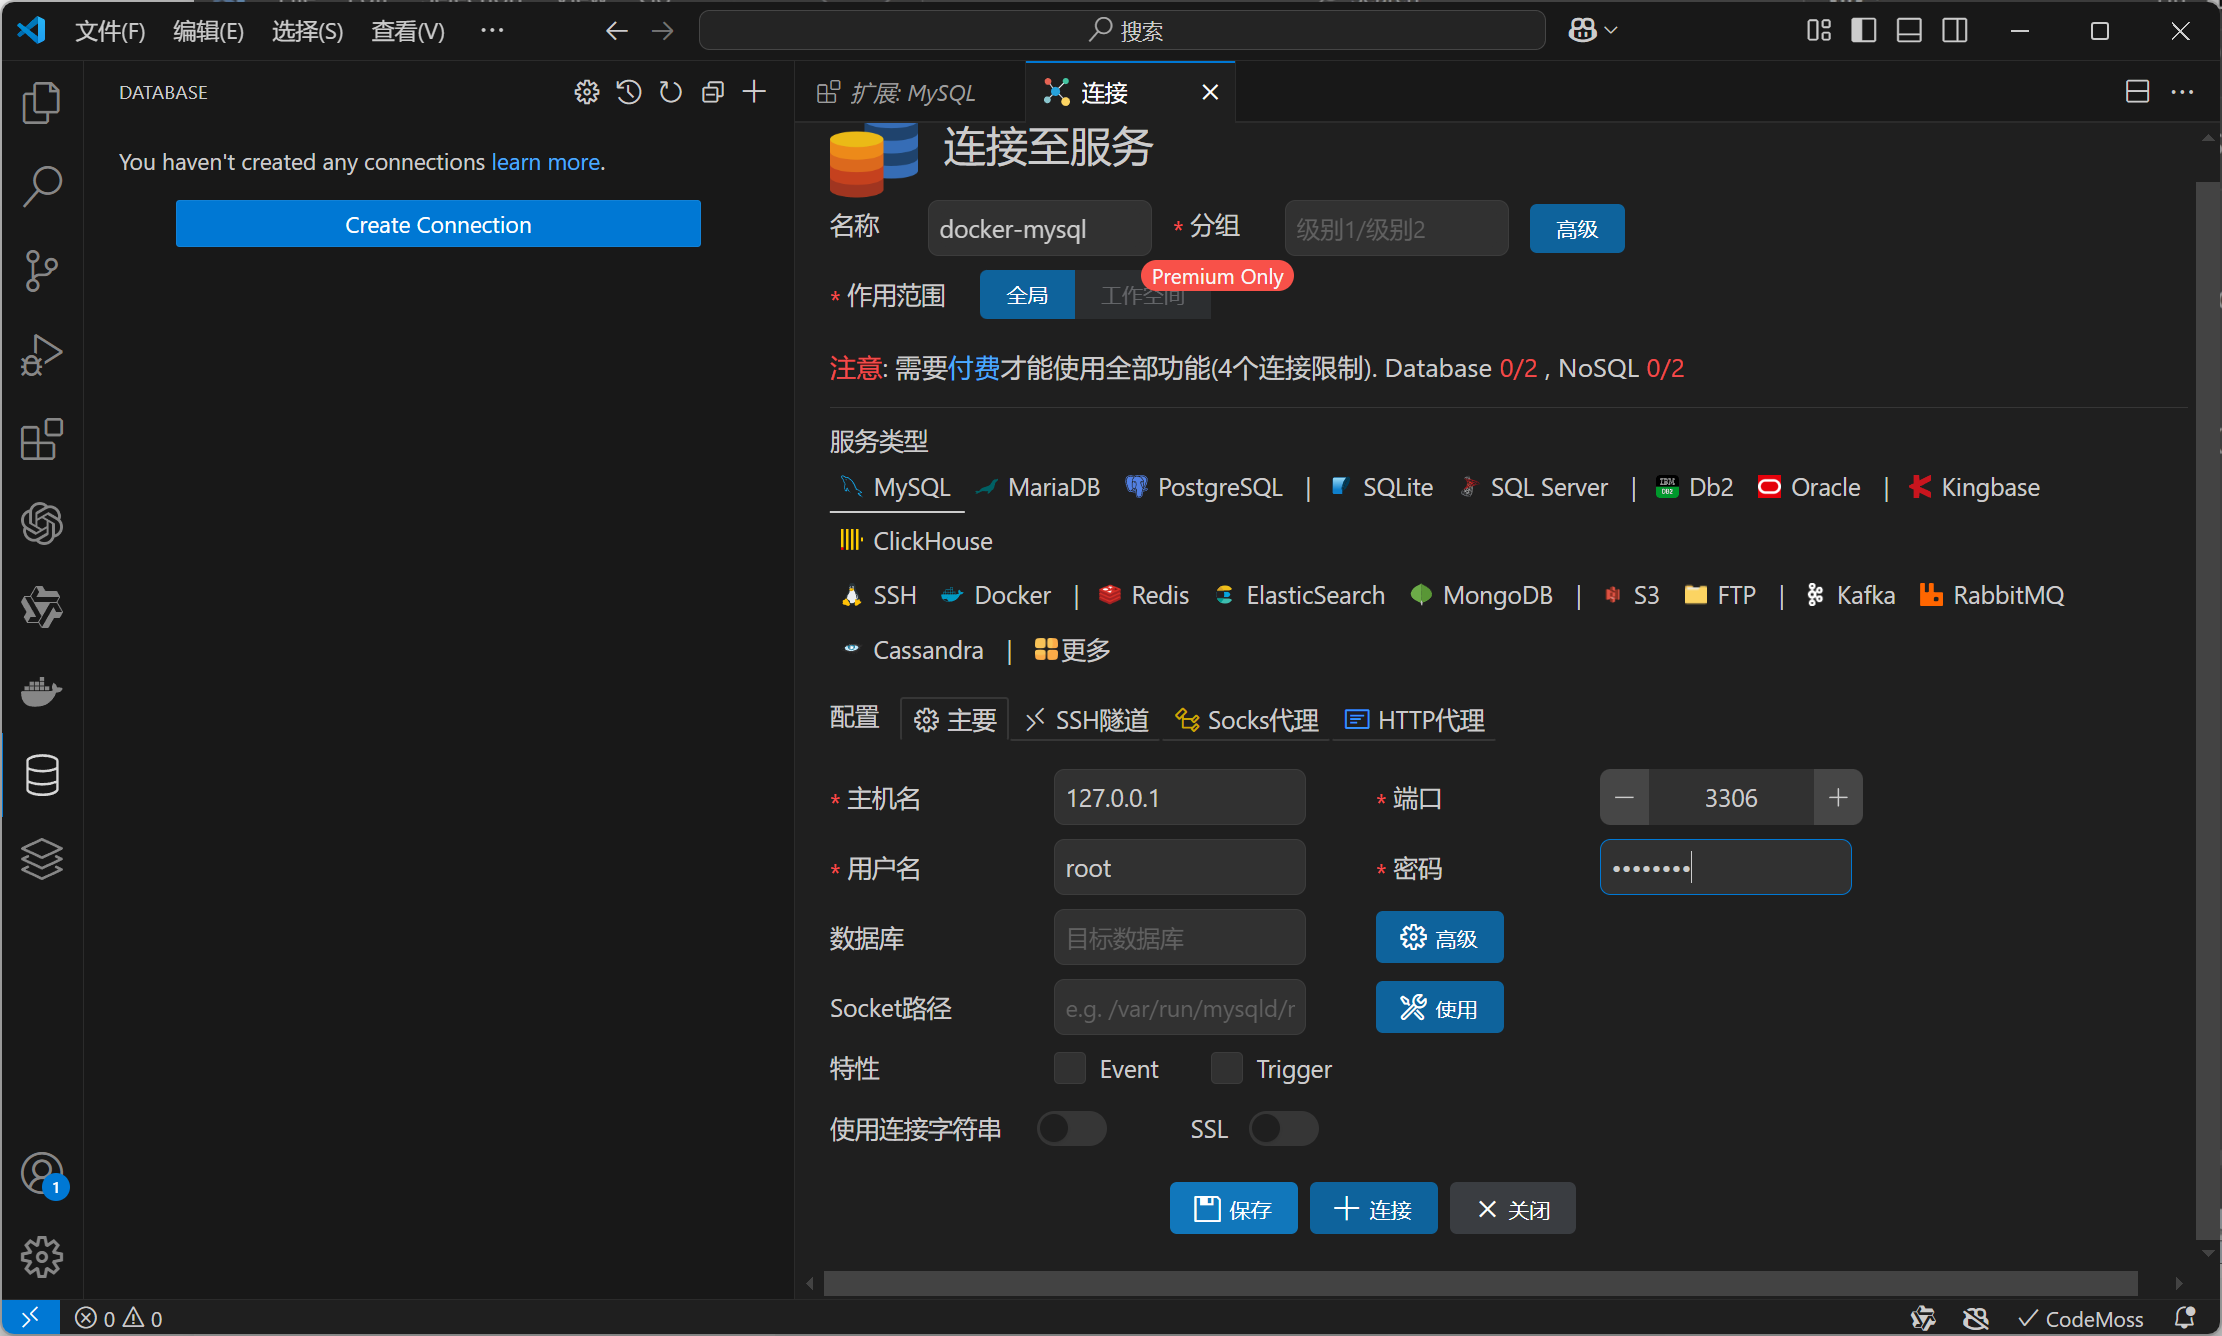 文件(F) 编辑(E) 选择(S) 查看(V) ··· 搜索
DATABASE
You haven't created any connections learn more.
Create Connection
扩展: MySQL 连接
连接至服务
名称 docker-mysql * 分组 级别1/级别2 高级
Premium Only
* 作用范围 全局 工作空间
注意: 需要付费才能使用全部功能(4个连接限制). Database 0/2 , NoSQL 0/2
服务类型
MySQL MariaDB PostgreSQL | SQLite SQL Server | Db2 Oracle | Kingbase
ClickHouse
SSH Docker | Redis ElasticSearch MongoDB | S3 FTP | Kafka RabbitMQ
Cassandra | 更多
配置 主要 SSH隧道 Socks代理 HTTP代理
* 主机名 127.0.0.1 * 端口 3306
* 用户名 root * 密码 ••••••••
数据库 目标数据库 高级
Socket路径 e.g. /var/run/mysqld/r 使用
特性 Event Trigger
使用连接字符串 SSL
保存 连接 关闭
1
0 0 CodeMoss